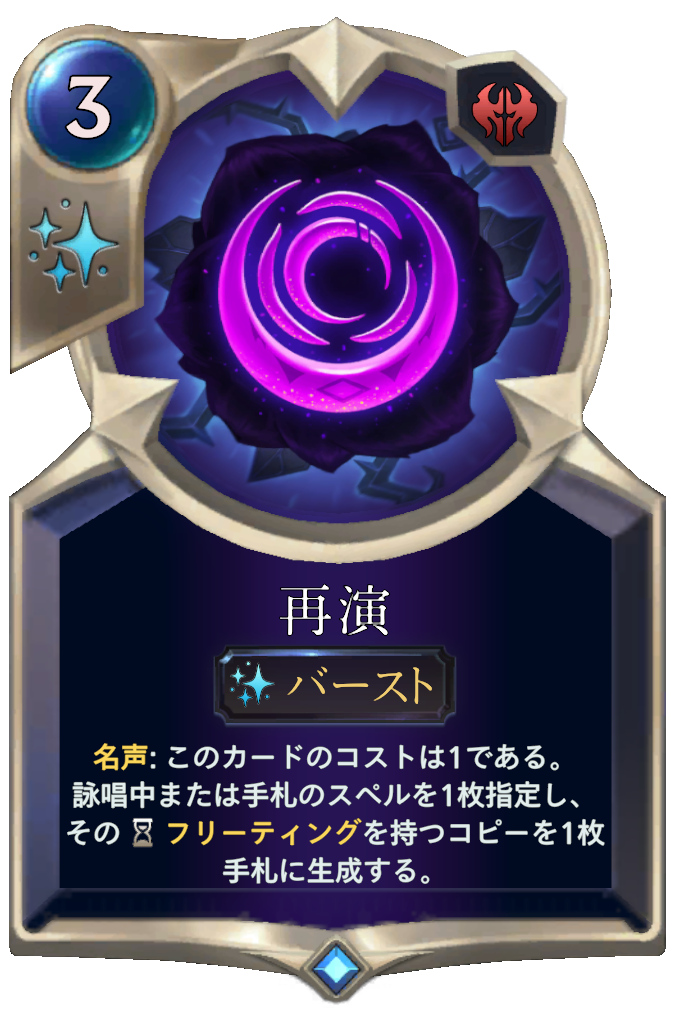 3
再演
バースト
名声: このカードのコストは1である。
詠唱中または手札のスペルを1枚指定し、
その フリーティングを持つコピーを1枚
手札に生成する。